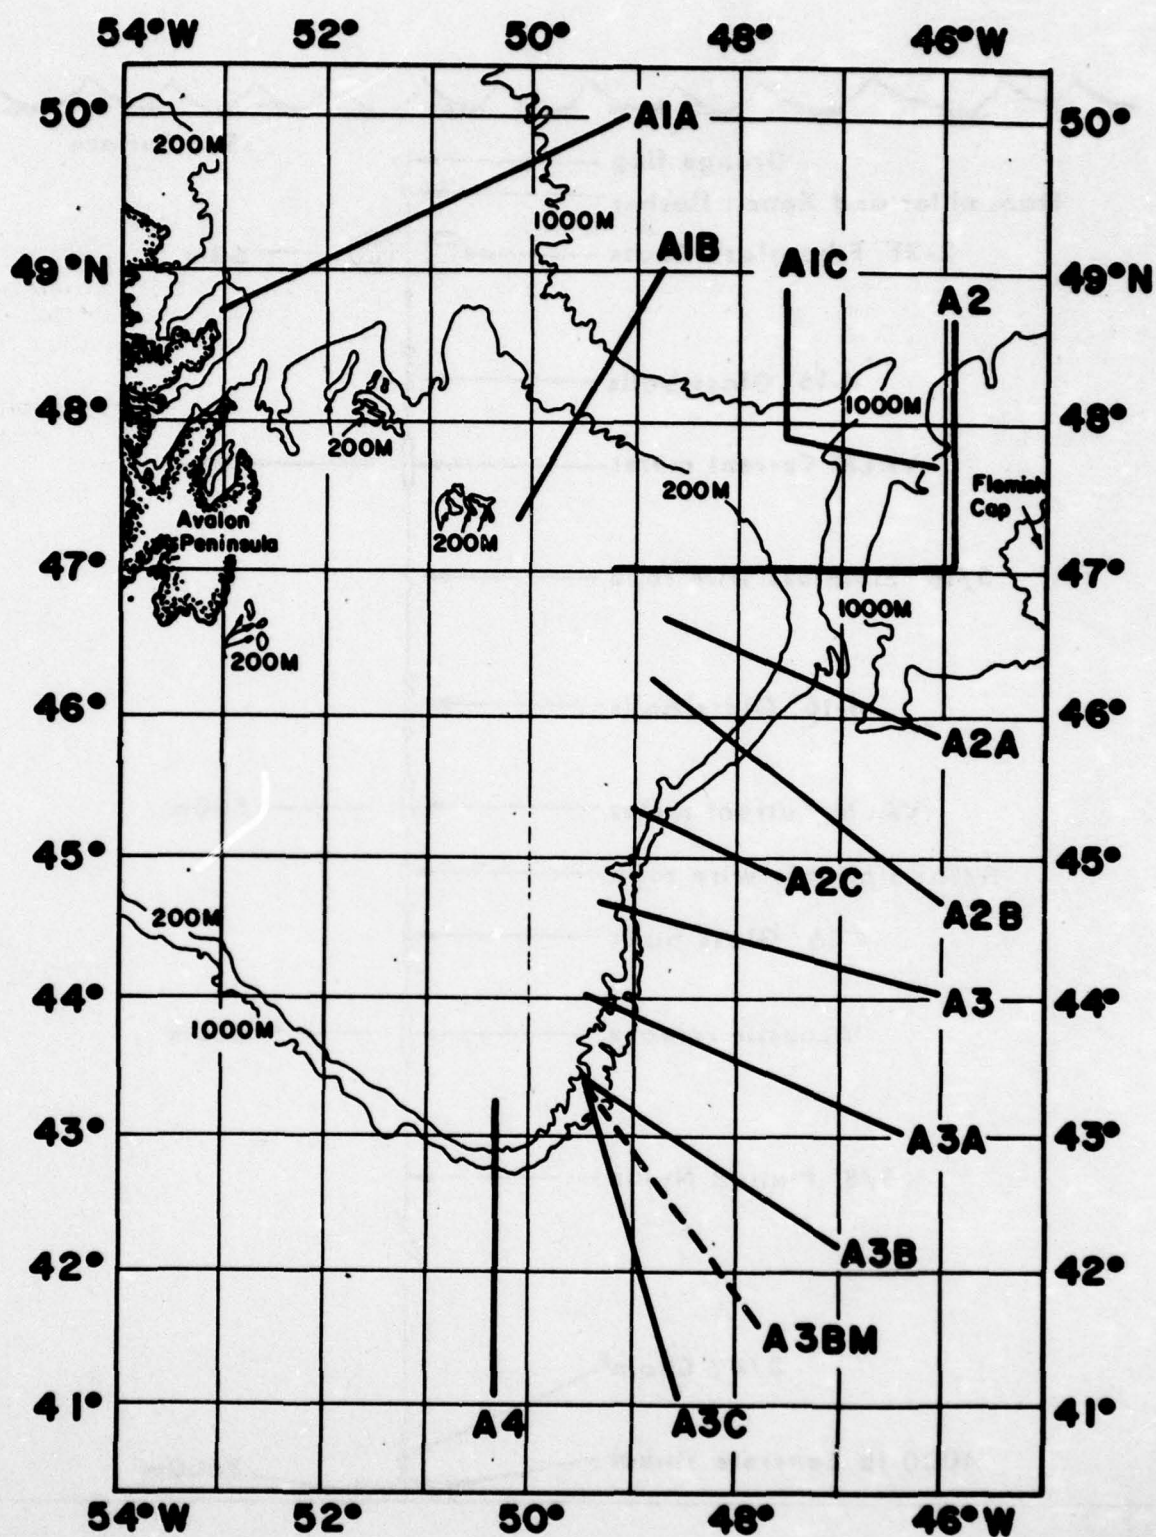 54°W 52° 50° 48° 46°W
50° A1A 50°
200M
1000M
A1B
49°N A1C 49°N
A2
48° 1000M 48°
200M
200M
Flemish
Cap
Avalon
Peninsula
200M
47° 47°
1000M
200M
46° 46°
A2A
45° A2C 45°
A2B
200M
44° A3 44°
1000M
43° A3A 43°
A3B
42° 42°
A3BM
41° 41°
A4 A3C
54°W 52° 50° 48° 46°W